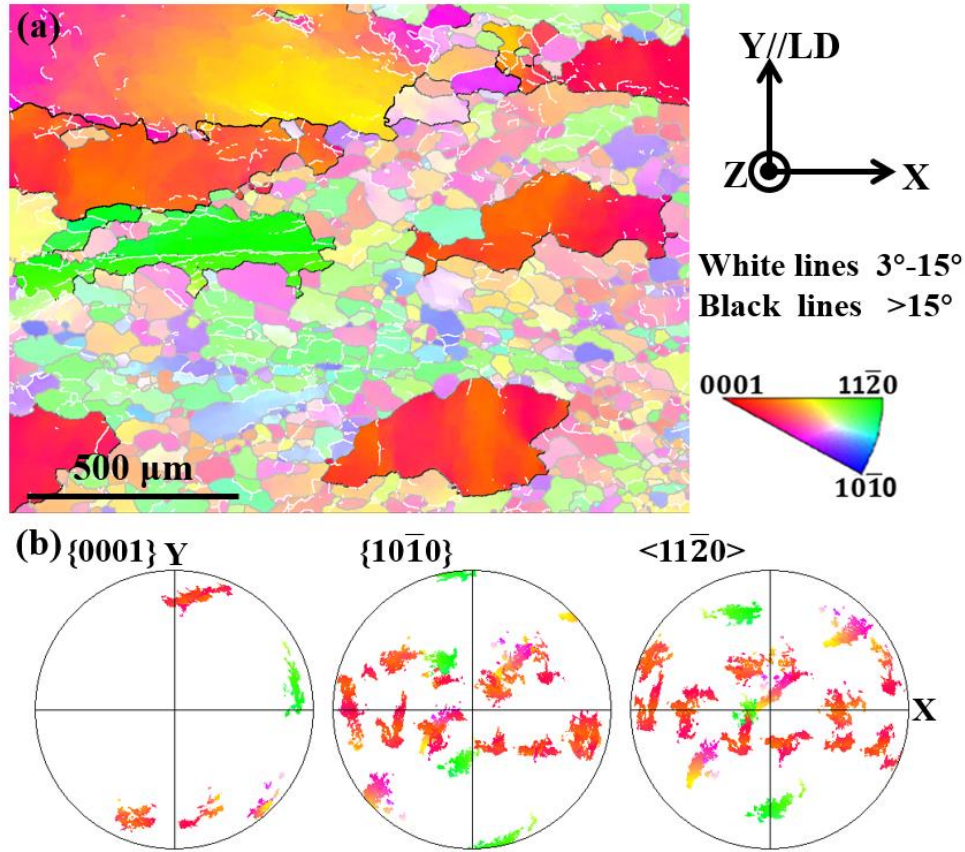 (a)
Y//LD
Z
X
White lines 3°-15°
Black lines >15°
0001 112̅0
101̅0
500 μm
(b)
{0001} Y {101̅0} <112̅0>
X